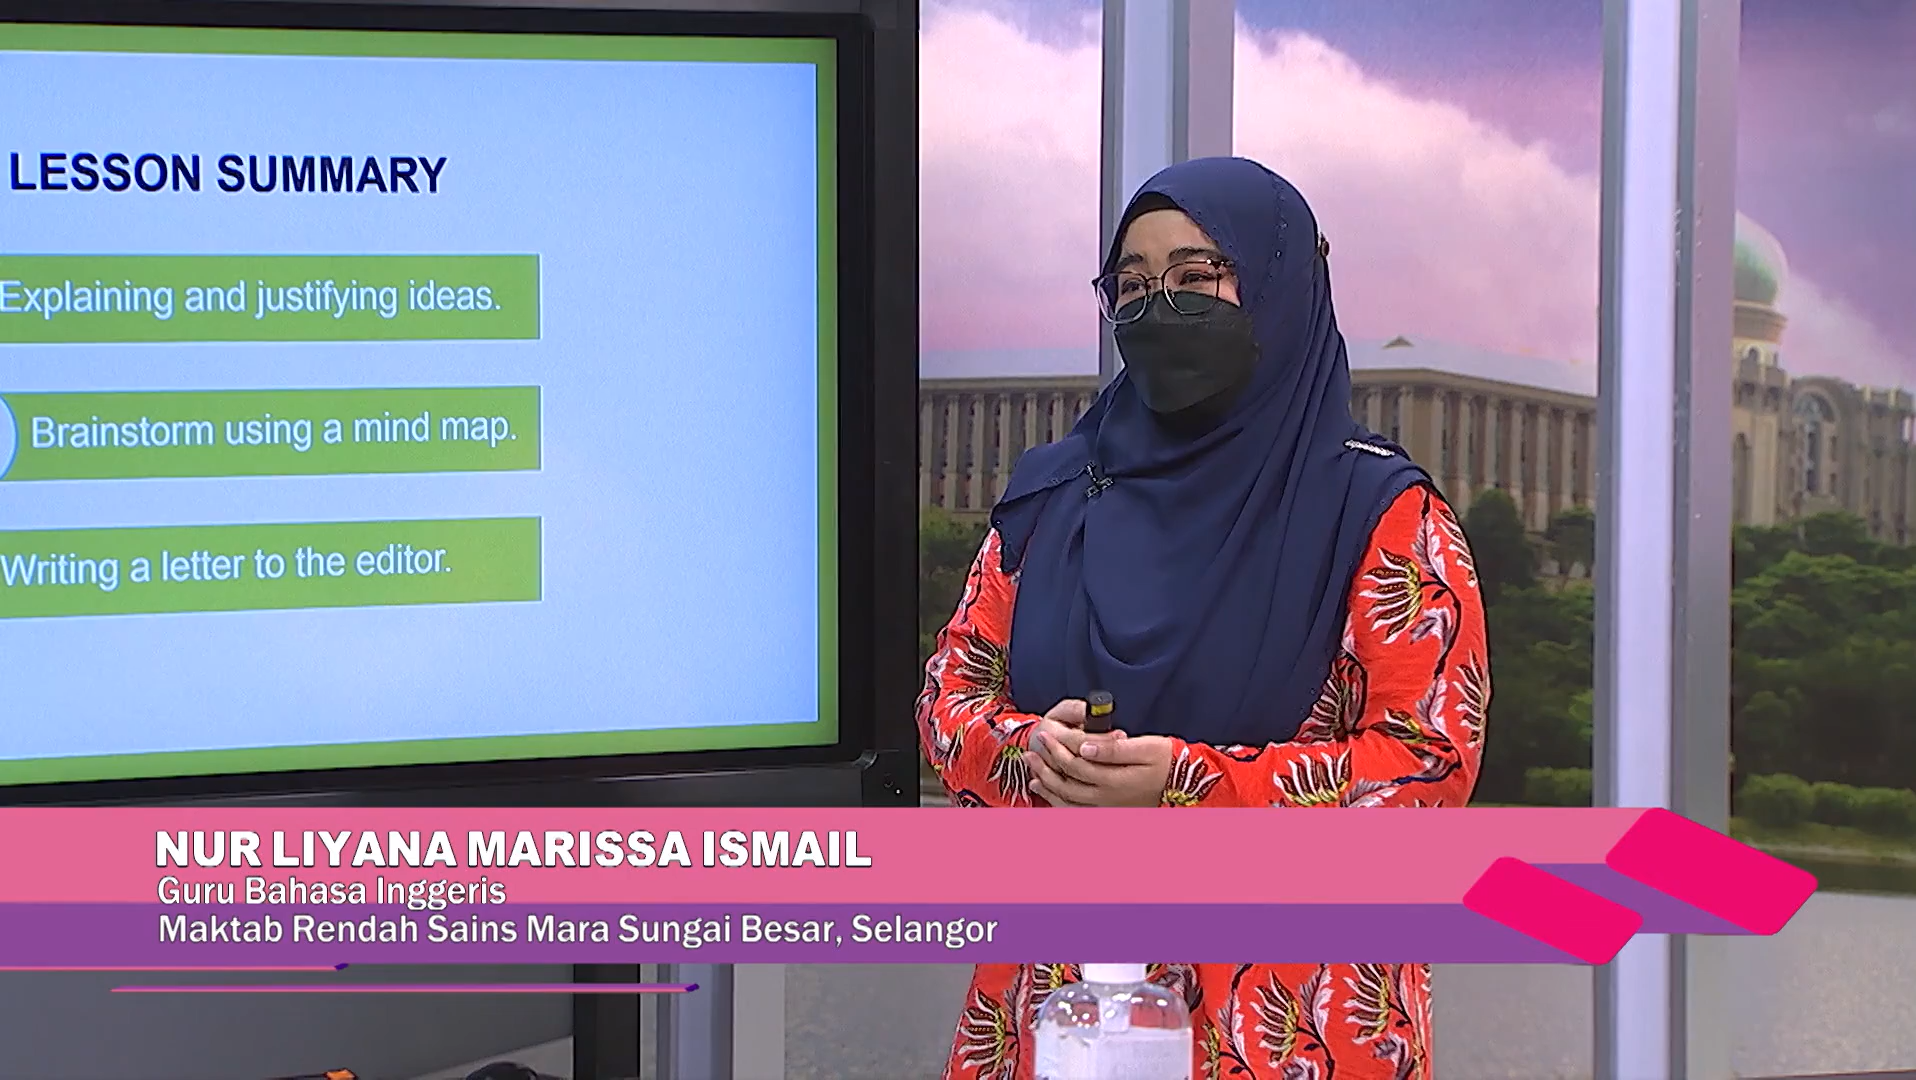 LESSON SUMMARY
Explaining and justifying ideas.
Brainstorm using a mind map.
Writing a letter to the editor.
NUR LIYANA MARISSA ISMAIL
Guru Bahasa Inggeris
Maktab Rendah Sains Mara Sungai Besar, Selangor